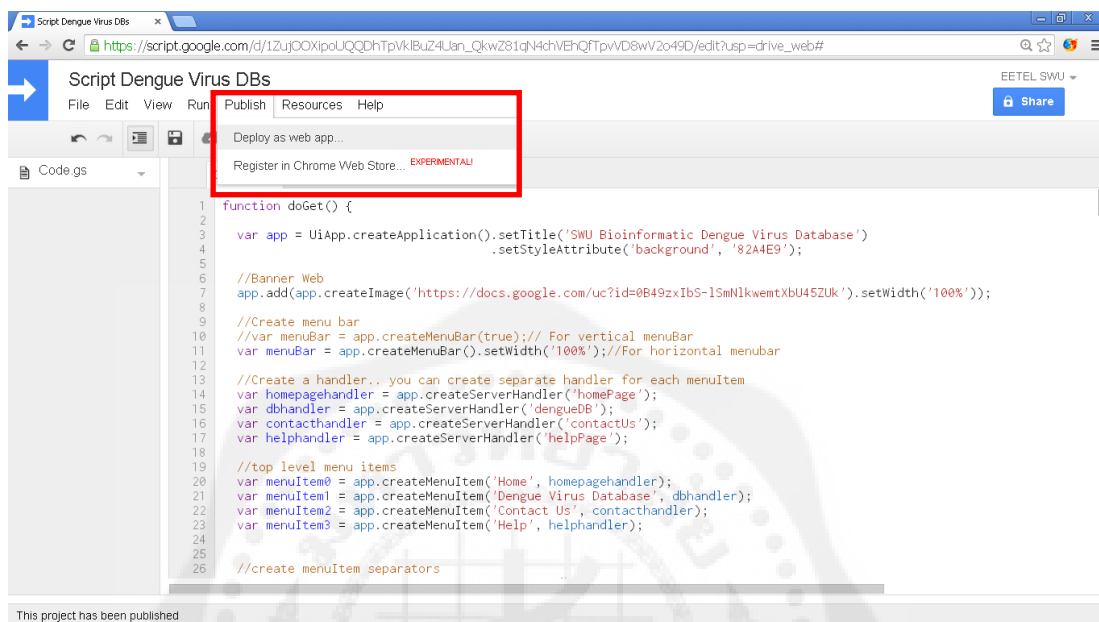 Script Dengue Virus DBs
https://script.google.com/d/1ZujOOXipoUQQDhTpVklBuZ4Uan_QkwZ81qN4chVEhQfTpvVD8wV2o49D/edit?usp=drive_web#
Script Dengue Virus DBs
EETEL SWU
File Edit View Run Publish Resources Help
Share
Deploy as web app...
Register in Chrome Web Store... EXPERIMENTAL!
Code.gs
1 function doGet() {
2
3 var app = UiApp.createApplication().setTitle('SWU Bioinformatic Dengue Virus Database')
4 .setStyleAttribute('background', '82A4E9');
5
6 //Banner Web
7 app.add(app.createImage('https://docs.google.com/uc?id=0B49zxIbS-lSmNlkwemtXbU45ZUk').setWidth('100%'));
8
9 //Create menu bar
10 //var menuBar = app.createMenuBar(true);// For vertical menuBar
11 var menuBar = app.createMenuBar().setWidth('100%');//For horizontal menubar
12
13 //Create a handler.. you can create separate handler for each menuItem
14 var homepagehandler = app.createServerHandler('homePage');
15 var dbhandler = app.createServerHandler('dengueDB');
16 var contacthandler = app.createServerHandler('contactUs');
17 var helphandler = app.createServerHandler('helpPage');
18
19 //top level menu items
20 var menuItem0 = app.createMenuItem('Home', homepagehandler);
21 var menuItem1 = app.createMenuItem('Dengue Virus Database', dbhandler);
22 var menuItem2 = app.createMenuItem('Contact Us', contacthandler);
23 var menuItem3 = app.createMenuItem('Help', helphandler);
24
25
26 //create menuItem separators
This project has been published